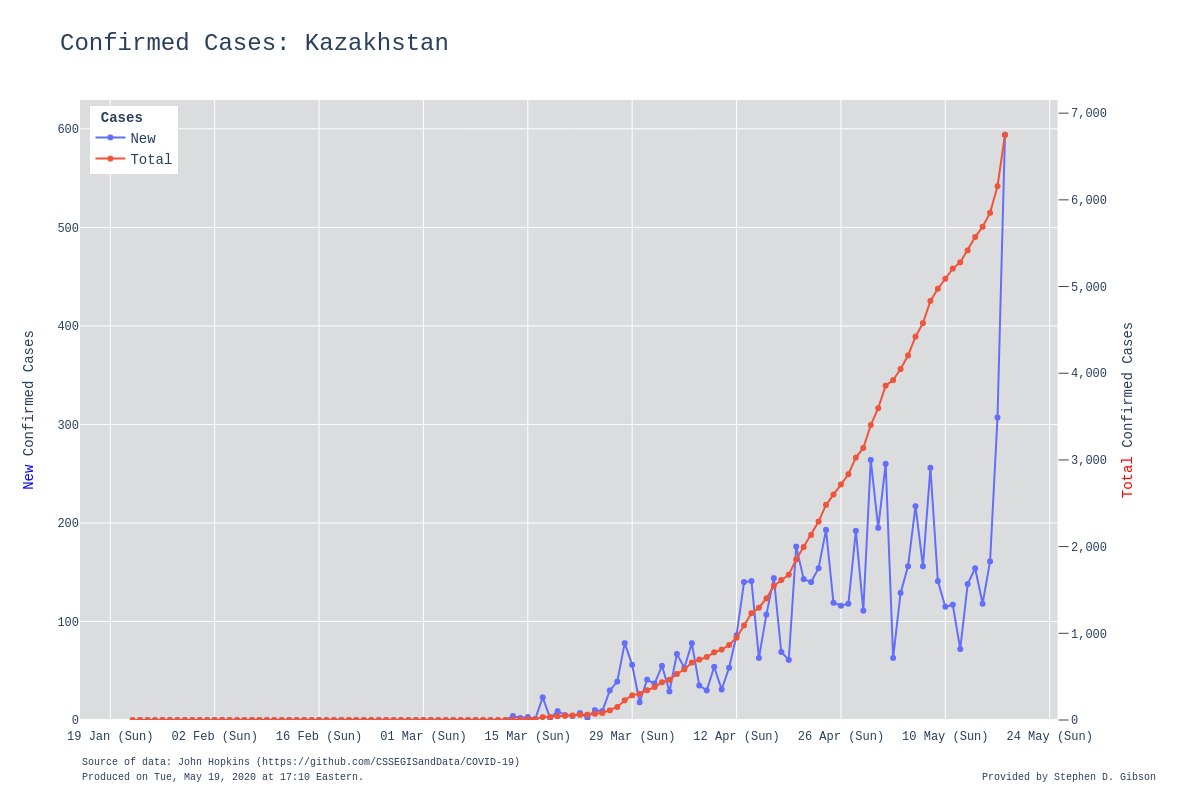 Confirmed Cases: Kazakhstan
Cases
New
Total
600
500
400
300
200
100
0
7,000
6,000
5,000
4,000
3,000
2,000
1,000
0
New Confirmed Cases
Total Confirmed Cases
19 Jan (Sun) 02 Feb (Sun) 16 Feb (Sun) 01 Mar (Sun) 15 Mar (Sun) 29 Mar (Sun) 12 Apr (Sun) 26 Apr (Sun) 10 May (Sun) 24 May (Sun)
Source of data: John Hopkins (https://github.com/CSSEGISandData/COVID-19)
Produced on Tue, May 19, 2020 at 17:10 Eastern.
Provided by Stephen D. Gibson